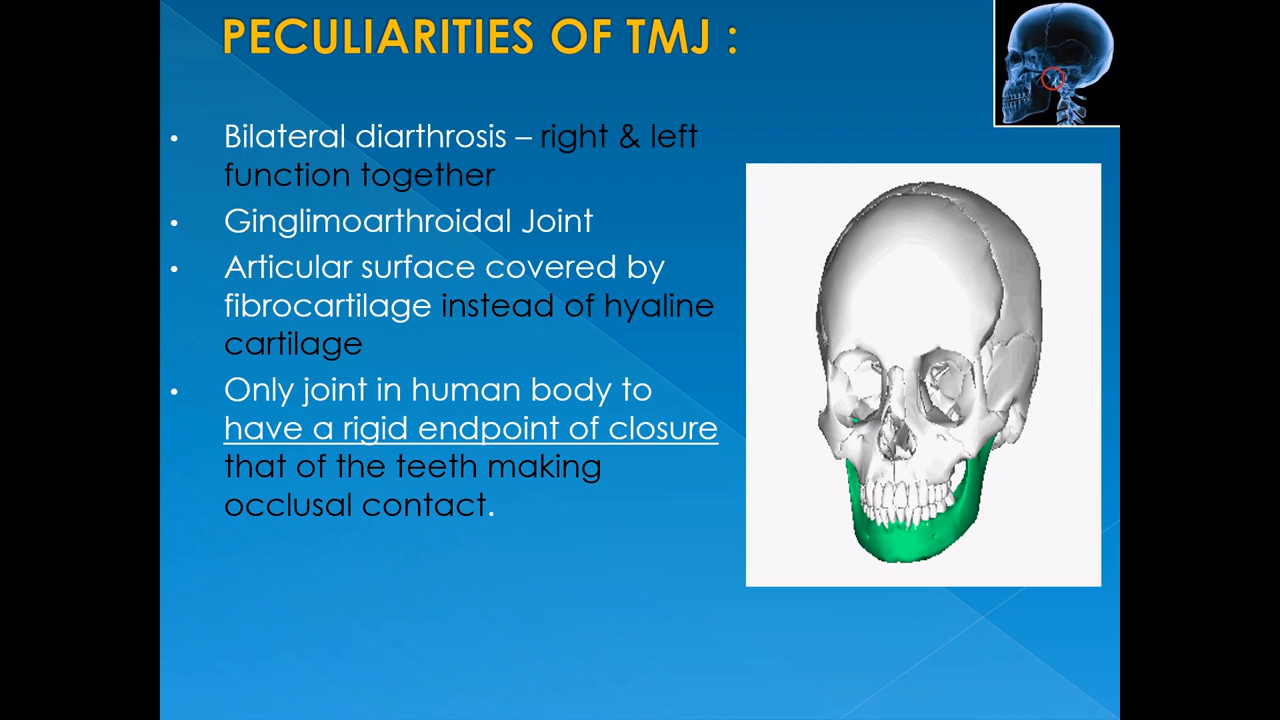 PECULIARITIES OF TMJ :
• Bilateral diarthrosis – right & left
function together
• Ginglimoarthroidal Joint
• Articular surface covered by
fibrocartilage instead of hyaline
cartilage
• Only joint in human body to
have a rigid endpoint of closure
that of the teeth making
occlusal contact.